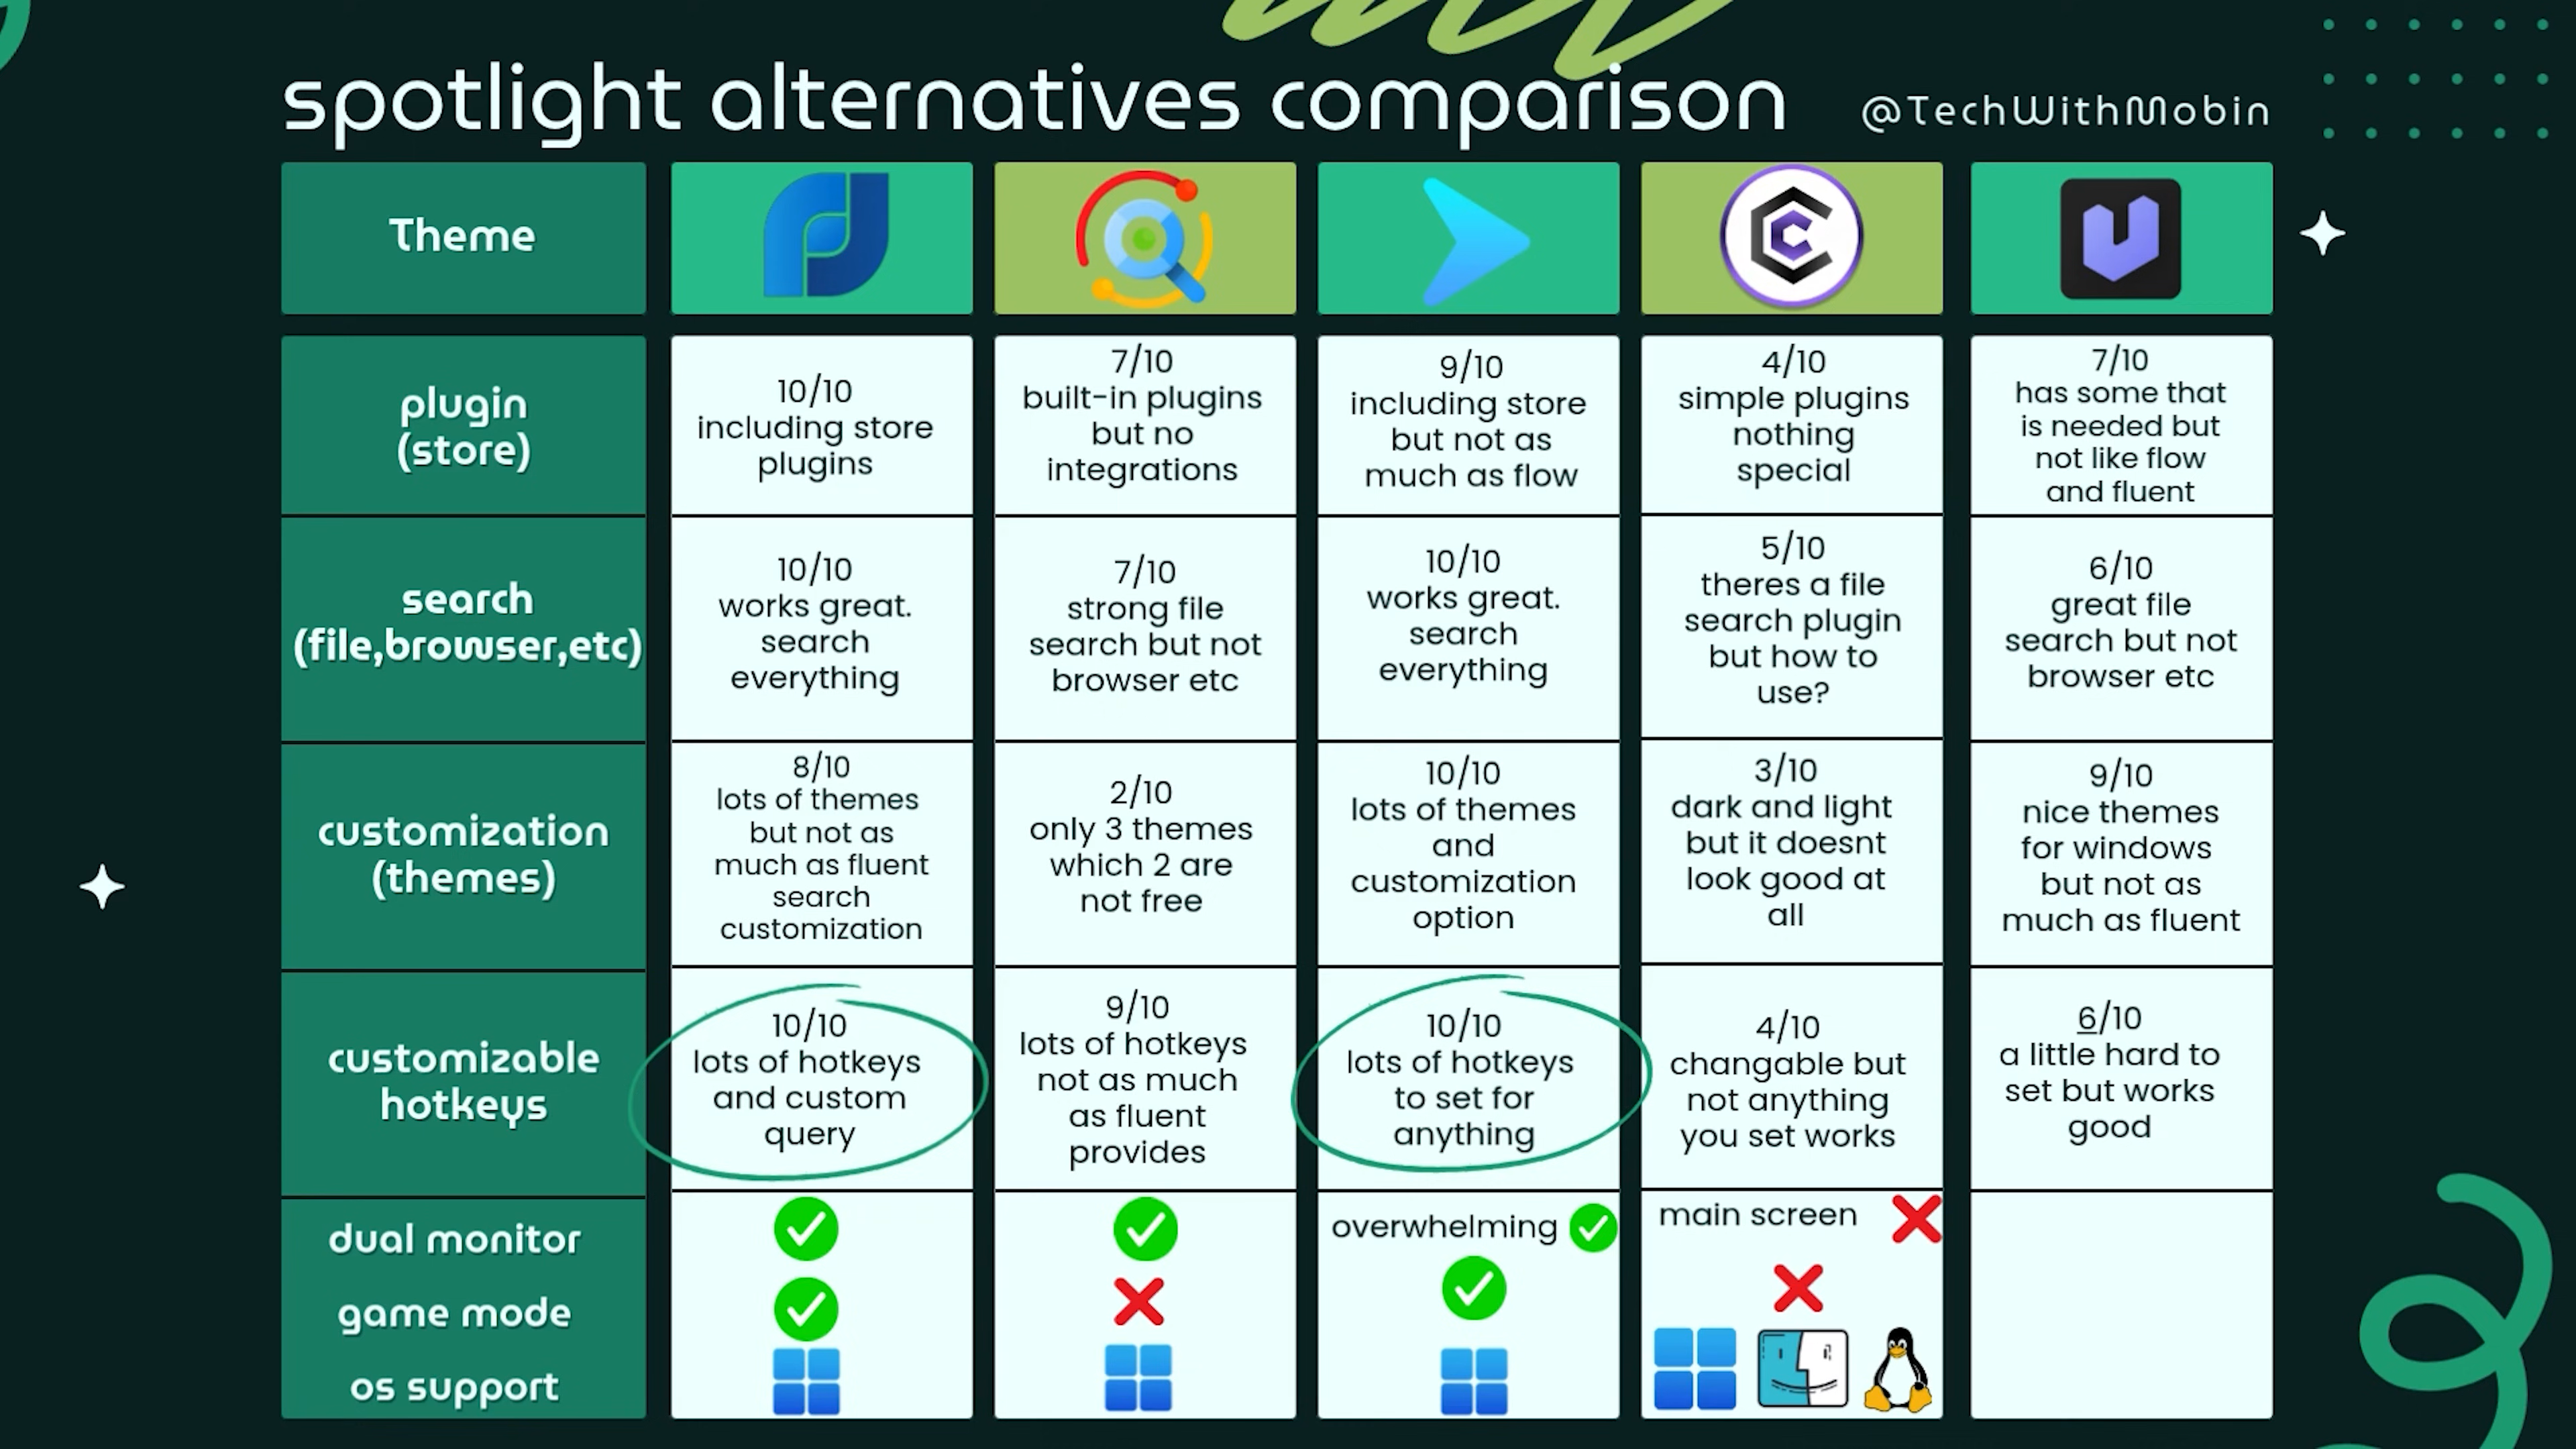 spotlight alternatives comparison
@TechWithMobin
Theme
plugin
(store)
10/10
including store
plugins
7/10
built-in plugins
but no
integrations
9/10
including store
but not as
much as flow
4/10
simple plugins
nothing
special
7/10
has some that
is needed but
not like flow
and fluent
search
(file,browser,etc)
10/10
works great.
search
everything
7/10
strong file
search but not
browser etc
10/10
works great.
search
everything
5/10
theres a file
search plugin
but how to
use?
6/10
great file
search but not
browser etc
customization
(themes)
8/10
lots of themes
but not as
much as fluent
search
customization
2/10
only 3 themes
which 2 are
not free
10/10
lots of themes
and
customization
option
3/10
dark and light
but it doesnt
look good at
all
9/10
nice themes
for windows
but not as
much as fluent
customizable
hotkeys
10/10
lots of hotkeys
and custom
query
9/10
lots of hotkeys
not as much
as fluent
provides
10/10
lots of hotkeys
to set for
anything
4/10
changable but
not anything
you set works
6/10
a little hard to
set but works
good
dual monitor
overwhelming
main screen
game mode
os support